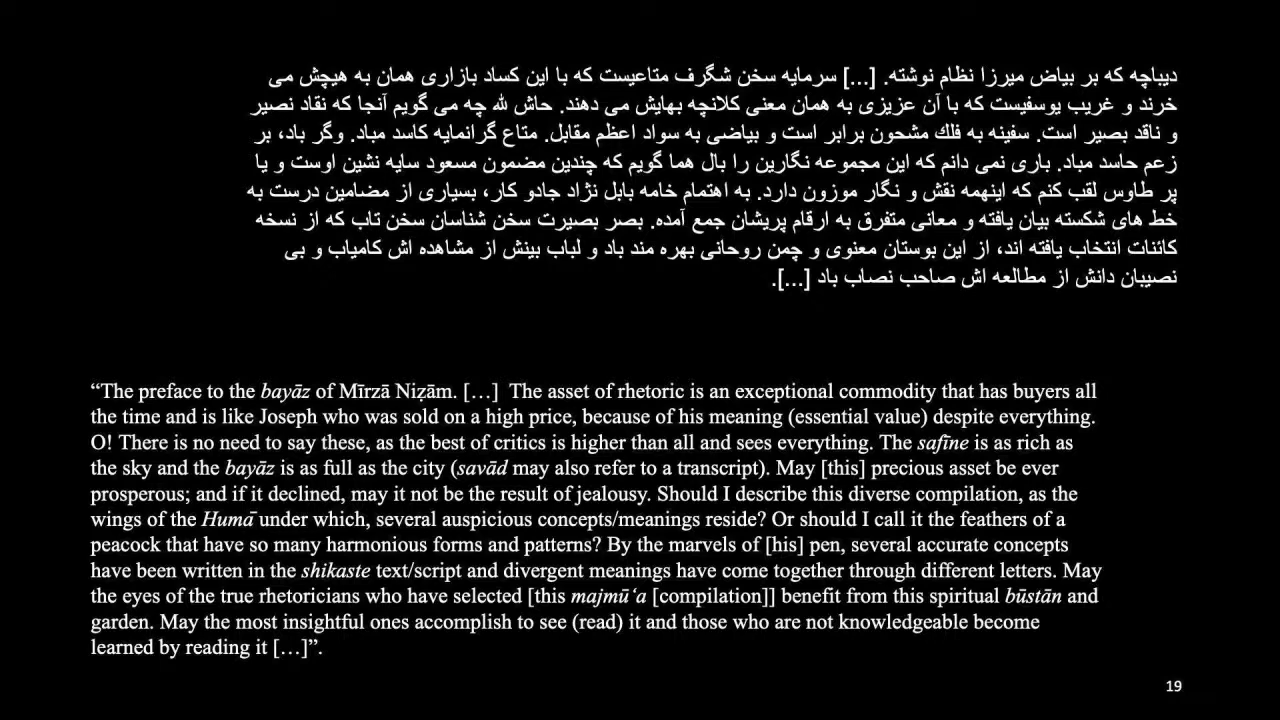 دیباچه که بر بیاض میرزا نظام نوشته. [...] سرمایه سخن شگرف متاعیست که با این کساد بازاری همان به هیچش می
خرند و غریب یوسفیست که با آن عزیزی به همان معنی کلانچه بهایش می دهند. حاش لله چه می گویم آنجا که نقاد نصیر
و ناقد بصیر است. سفینه به فلك مشحون برابر است و بیاضی به سواد اعظم مقابل. متاع گرانمایه کاسد مباد. وگر باد، بر
زعم حاسد مباد. باری نمی دانم که این مجموعه نگارین را بال هما گویم که چندین مضمون مسعود سایه نشین اوست و یا
پر طاوس لقب کنم که اینهمه نقش و نگار موزون دارد. به اهتمام خامه بابل نژاد جادو کار، بسیاری از مضامین درست به
خط های شکسته بیان یافته و معانی متفرق به ارقام پریشان جمع آمده. بصر بصیرت سخن شناسان سخن تاب که از نسخه
کائنات انتخاب یافته اند، از این بوستان معنوی و چمن روحانی بهره مند باد و لباب بینش از مشاهده اش کامیاب و بی
نصیبان دانش از مطالعه اش صاحب نصاب باد [...].
“The preface to the bayāz of Mīrzā Niẓām. […] The asset of rhetoric is an exceptional commodity that has buyers all
the time and is like Joseph who was sold on a high price, because of his meaning (essential value) despite everything.
O! There is no need to say these, as the best of critics is higher than all and sees everything. The safīne is as rich as
the sky and the bayāz is as full as the city (savād may also refer to a transcript). May [this] precious asset be ever
prosperous; and if it declined, may it not be the result of jealousy. Should I describe this diverse compilation, as the
wings of the Humā under which, several auspicious concepts/meanings reside? Or should I call it the feathers of a
peacock that have so many harmonious forms and patterns? By the marvels of [his] pen, several accurate concepts
have been written in the shikaste text/script and divergent meanings have come together through different letters. May
the eyes of the true rhetoricians who have selected [this majmū‘a [compilation]] benefit from this spiritual būstān and
garden. May the most insightful ones accomplish to see (read) it and those who are not knowledgeable become
learned by reading it […]”.
19